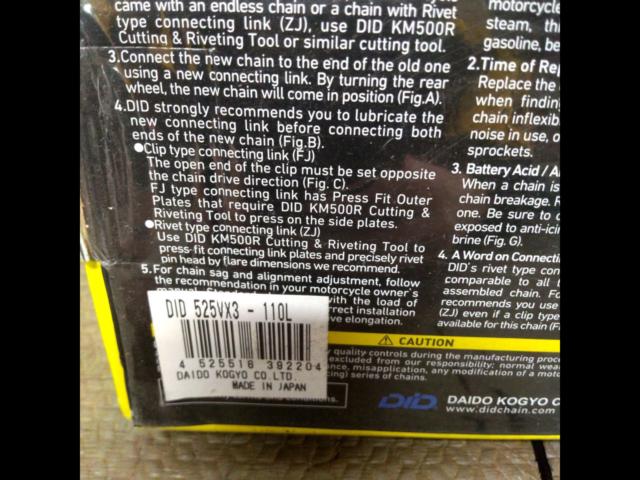 came with an endless chain or a chain with Rivet
type connecting link (ZJ), use DID KM500R
Cutting & Riveting Tool or similar cutting tool.
3.Connect the new chain to the end of the old one
using a new connecting link. By turning the rear
wheel, the new chain will come in position (Fig.A).
4.DID strongly recommends you to lubricate the
new connecting link before connecting both
ends of the new chain (Fig.B).
●Clip type connecting link (FJ)
The open end of the clip must be set opposite
the chain drive direction (Fig. C).
FJ type connecting link has Press Fit Outer
Plates that require DID KM500R Cutting &
Riveting Tool to press on the side plates.
●Rivet type connecting link (ZJ)
Use DID KM500R Cutting & Riveting Tool to
press-fit connecting link plates and precisely rivet
pin head by flare dimensions we recommend.
5.For chain sag and alignment adjustment, follow
the recommendation in your motorcycle owner's
with the load of
rrect installation
ve elongation.
DID 525VX3 - 110L
4 525516 392204
DAIDO KOGYO CO.LTD.
MADE IN JAPAN
motorcycle
steam, th
gasoline, be
2.Time of Rep
Replace the
when findin
chain inflexib
noise in use, o
sprockets.
3. Battery Acid / A
When a chain is
chain breakage. R
one. Be sure to c
exposed to anti-icin
brine (Fig. G).
4. A Word on Connecti
DID's rivet type con
comparable to all t
assembled chain. Fo
recommends you use
(ZJ) even if a clip type
available for this chain (F
CAUTION
y quality controls during the manufacturing proce
excluded from our responsibility; normal wea
nce, misapplication, any modification of a moto
cing) series of chains.
DID DAIDO KOGYO C
www.didchain.com